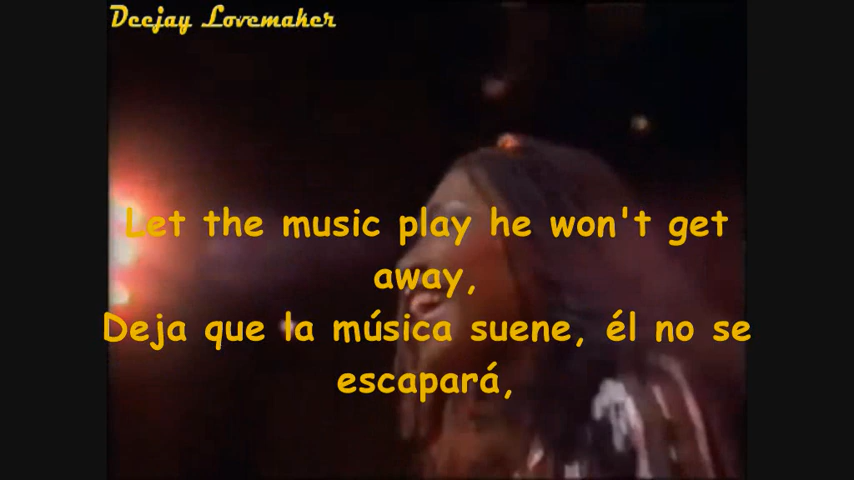 Deejay Lovemaker
Let the music play he won't get
away,
Deja que la música suene, él no se
escapará,